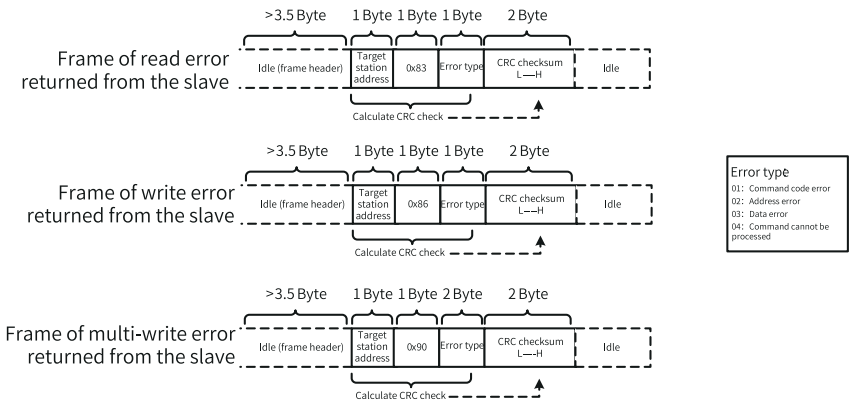 >3.5 Byte 1 Byte 1 Byte 1 Byte 2 Byte
Frame of read error
returned from the slave
Idle (frame header)
Target
station
address
0x83
Error type
CRC checksum
L—H
Idle
Calculate CRC check
>3.5 Byte 1 Byte 1 Byte 1 Byte 2 Byte
Frame of write error
returned from the slave
Idle (frame header)
Target
station
address
0x86
Error type
CRC checksum
L—-H
Idle
Calculate CRC check
Error type
01: Command code error
02: Address error
03: Data error
04: Command cannot be
processed
>3.5 Byte 1 Byte 1 Byte 2 Byte 2 Byte
Frame of multi-write error
returned from the slave
Idle (frame header)
Target
station
address
0x90
Error type
CRC checksum
L—-H
Idle
Calculate CRC check